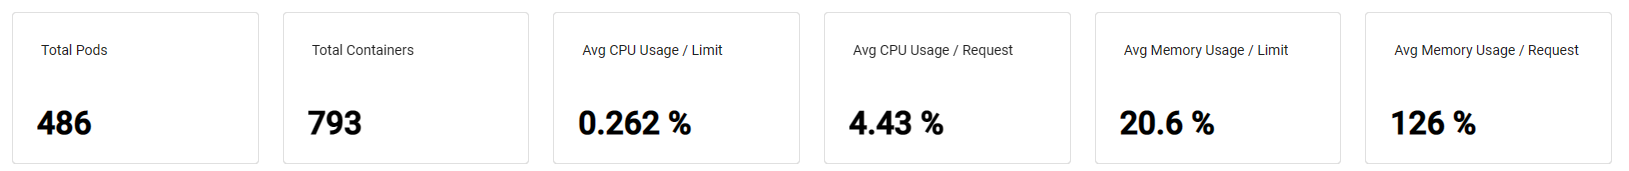 Total Pods
486
Total Containers
793
Avg CPU Usage / Limit
0.262 %
Avg CPU Usage / Request
4.43 %
Avg Memory Usage / Limit
20.6 %
Avg Memory Usage / Request
126 %